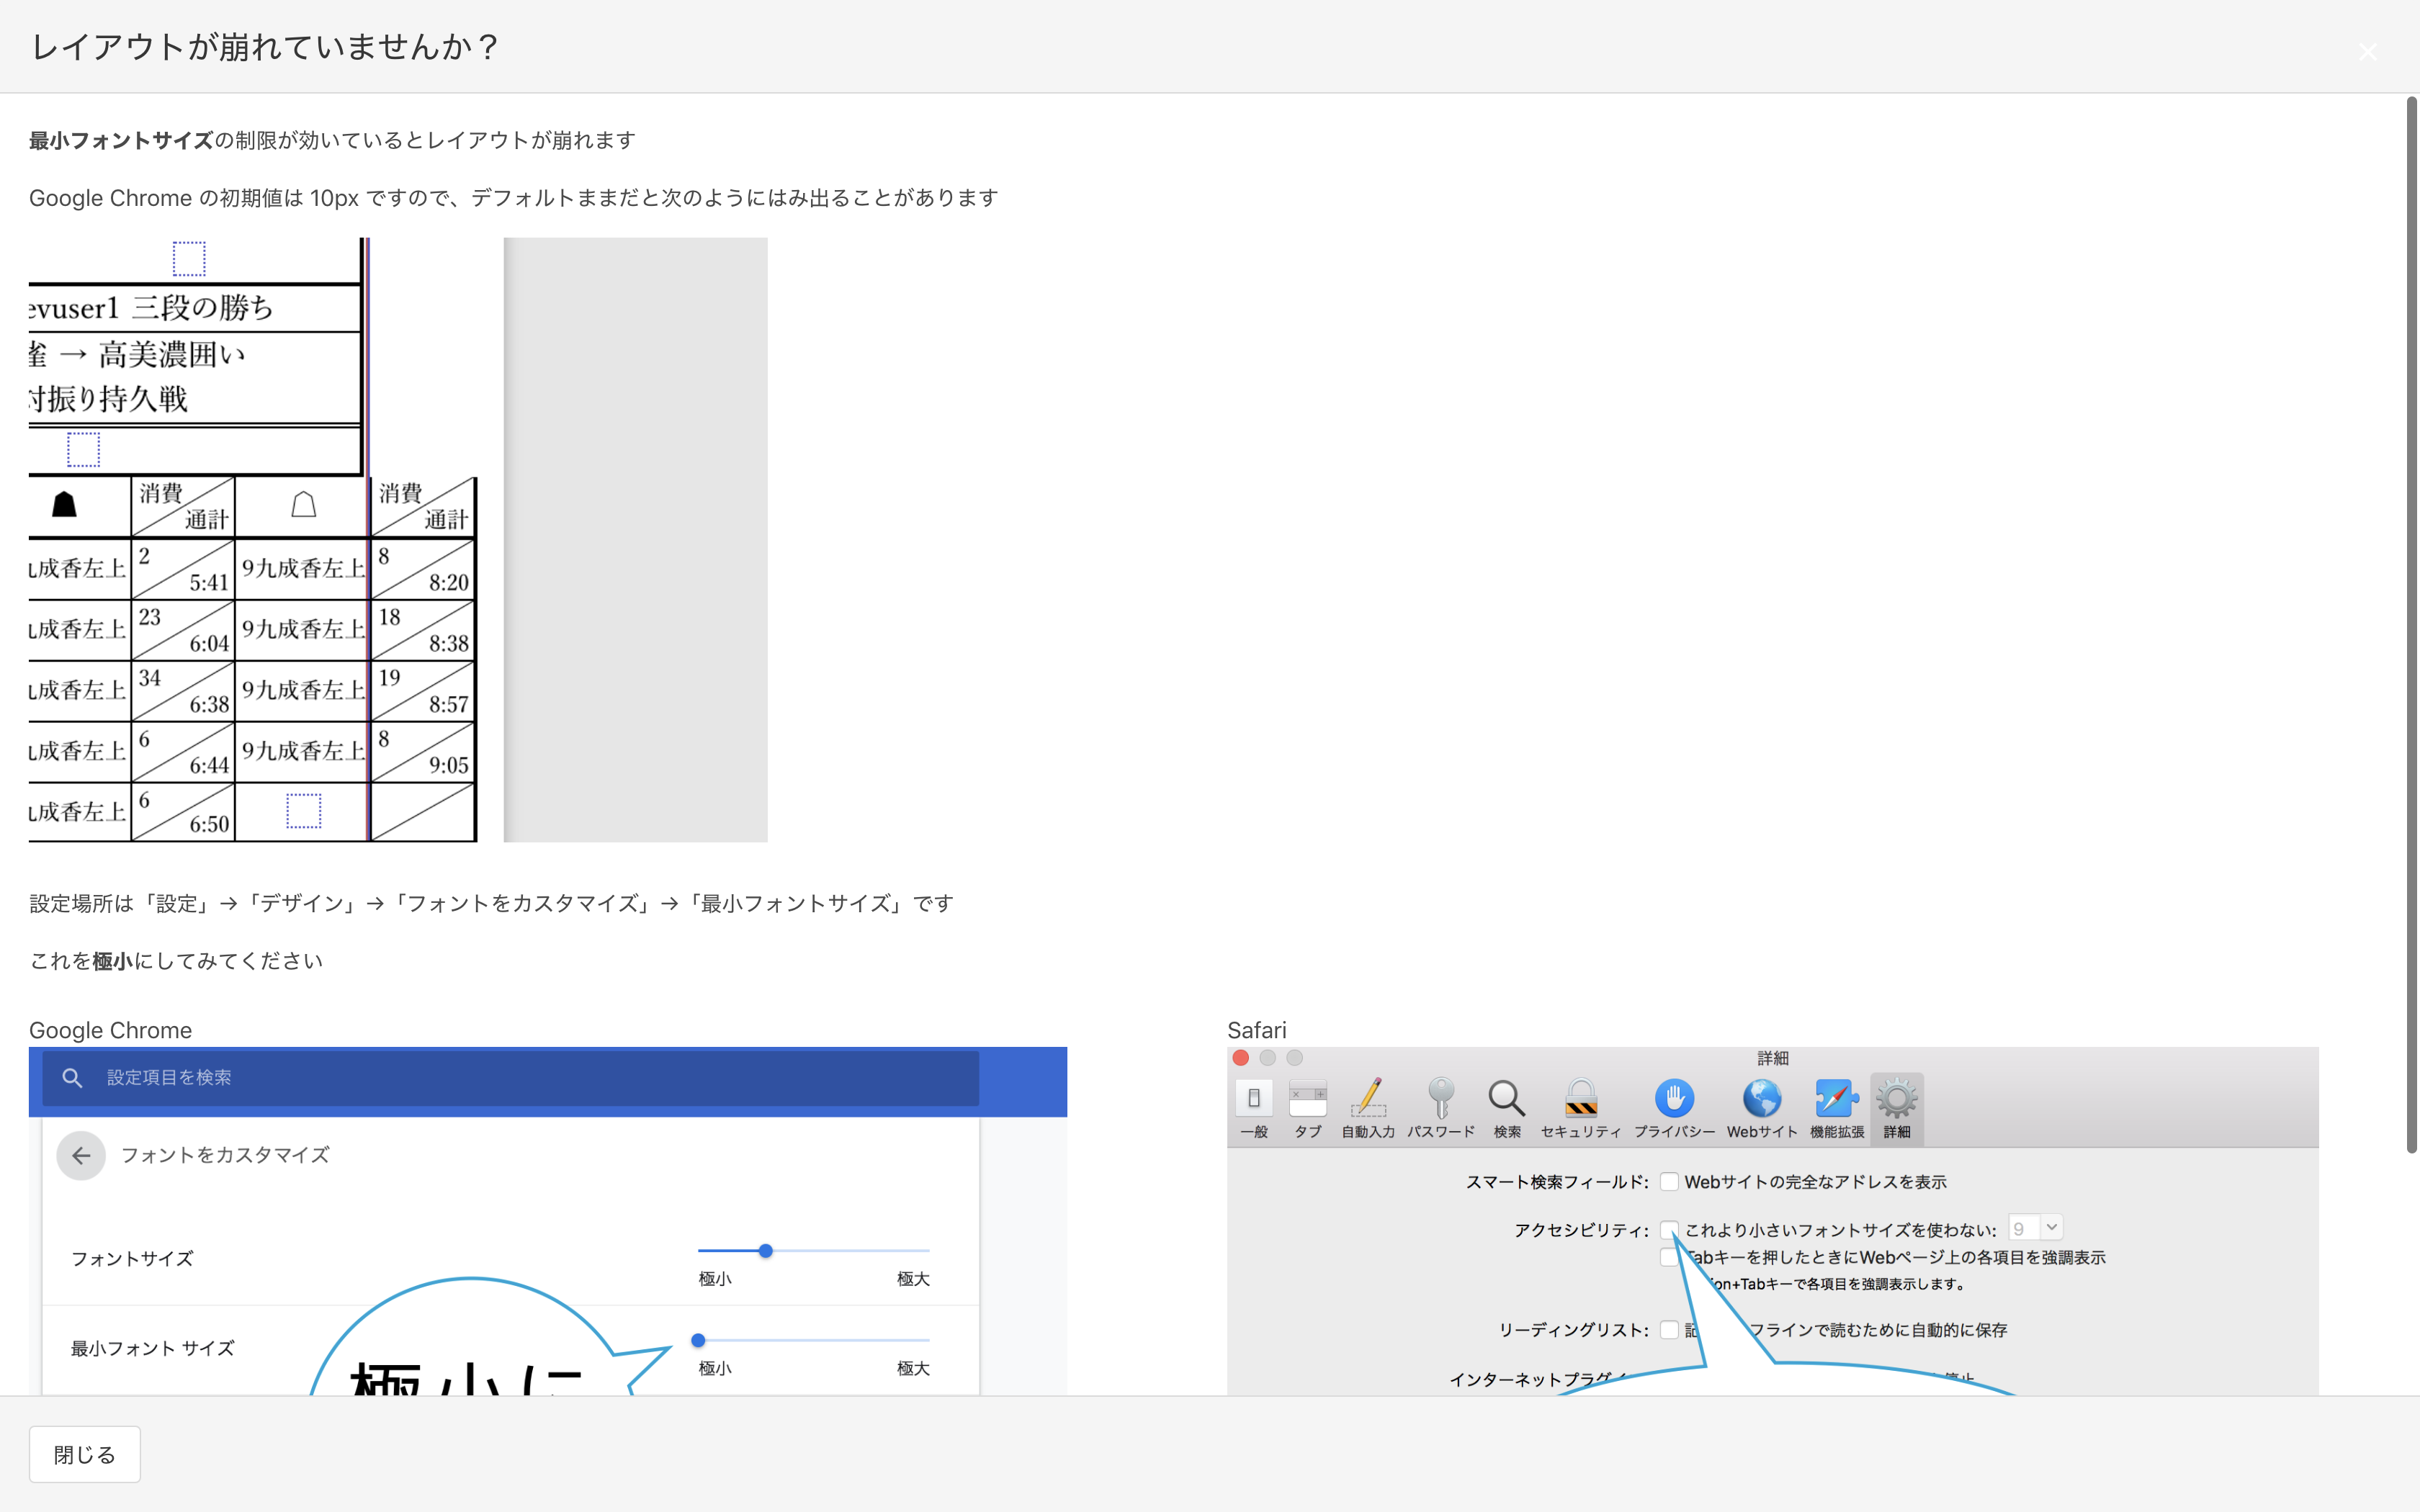 レイアウトが崩れていませんか？
最小フォントサイズの制限が効いているとレイアウトが崩れます
Google Chrome の初期値は 10px ですので、デフォルトままだと次のようにはみ出ることがあります
evuser1 三段の勝ち
雀 → 高美濃囲い
対振り持久戦
消費 通計 消費 通計
成香左上 2 5:41 9九成香左上 8 8:20
成香左上 23 6:04 9九成香左上 18 8:38
成香左上 34 6:38 9九成香左上 19 8:57
成香左上 6 6:44 9九成香左上 8 9:05
成香左上 6 6:50
設定場所は「設定」→「デザイン」→「フォントをカスタマイズ」→「最小フォントサイズ」です
これを極小にしてみてください
Google Chrome
設定項目を検索
フォントをカスタマイズ
フォントサイズ
極小 極大
最小フォント サイズ
極小 極大
極小に
Safari
詳細
一般 タブ 自動入力 パスワード 検索 セキュリティ プライバシー Webサイト 機能拡張 詳細
スマート検索フィールド: Webサイトの完全なアドレスを表示
アクセシビリティ: これより小さいフォントサイズを使わない: 9
Tabキーを押したときにWebページ上の各項目を強調表示
on+Tabキーで各項目を強調表示します。
リーディングリスト: 記 フラインで読むために自動的に保存
インターネットプラグイ 停止
閉じる